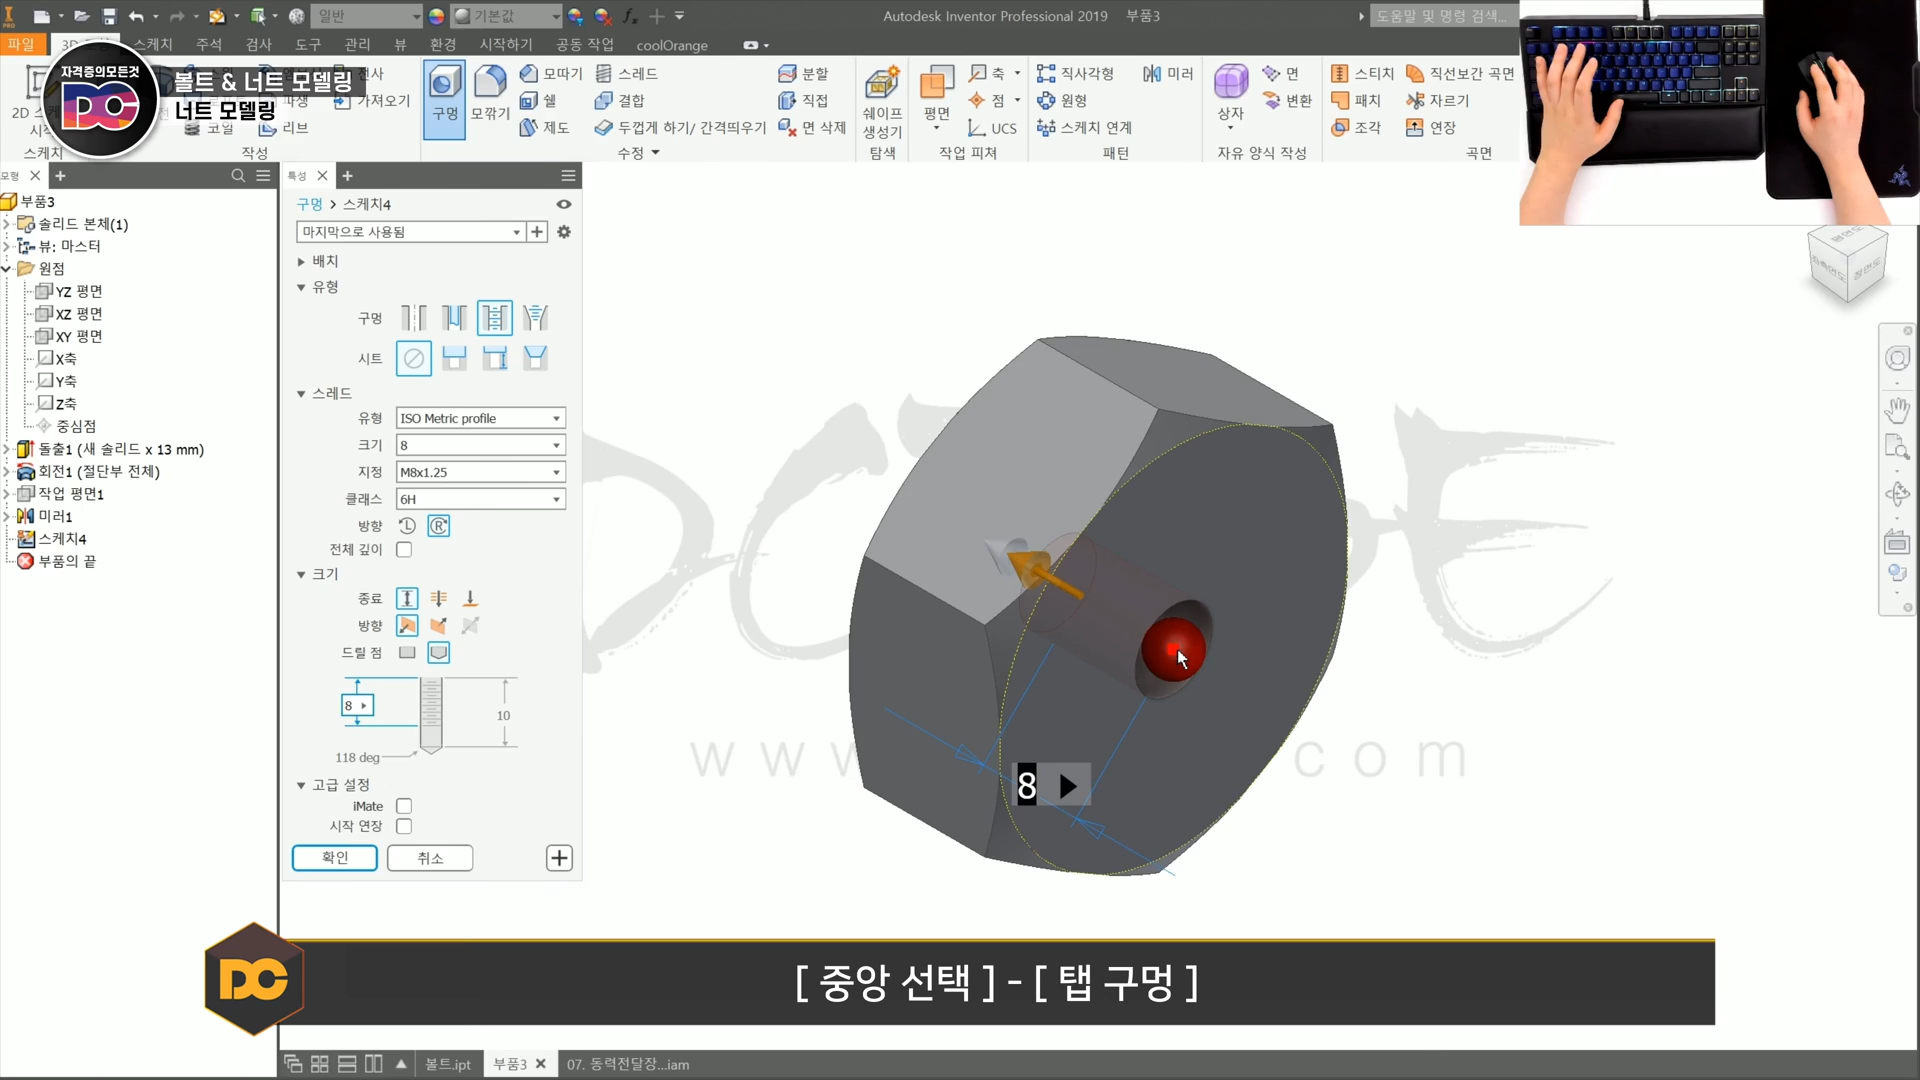 일반
기본값
Autodesk Inventor Professional 2019 부품3
도움말 및 명령 검색...
파일
스케치
주석
검사
도구
관리
뷰
환경
시작하기
공동 작업
coolOrange
자격증의모든것
DC
볼트 & 너트 모델링
너트 모델링
스케치
코일
파생
리브
전사
가져오기
작성
구멍
모깎기
모따기
쉘
제도
스레드
결합
두껍게 하기/ 간격띄우기
분할
직접
면 삭제
수정
쉐이프
생성기
탐색
평면
축
점
UCS
작업 피쳐
직사각형
원형
스케치 연계
미러
패턴
상자
면
변환
자유 양식 작성
스티치
패치
조각
직선보간 곡면
자르기
연장
곡면
모형
부품3
솔리드 본체(1)
뷰: 마스터
원점
YZ 평면
XZ 평면
XY 평면
X축
Y축
Z축
중심점
돌출1 (새 솔리드 x 13 mm)
회전1 (절단부 전체)
작업 평면1
미러1
스케치4
부품의 끝
특성
구멍 > 스케치4
마지막으로 사용됨
배치
유형
구멍
시트
스레드
유형 ISO Metric profile
크기 8
지정 M8x1.25
클래스 6H
방향
전체 깊이
크기
종료
방향
드릴 점
8
10
118 deg
고급 설정
iMate
시작 연장
확인
취소
8
www.
com
DC
[ 중앙 선택 ] - [ 탭 구멍 ]
볼트.ipt
부품3
07. 동력전달장...iam